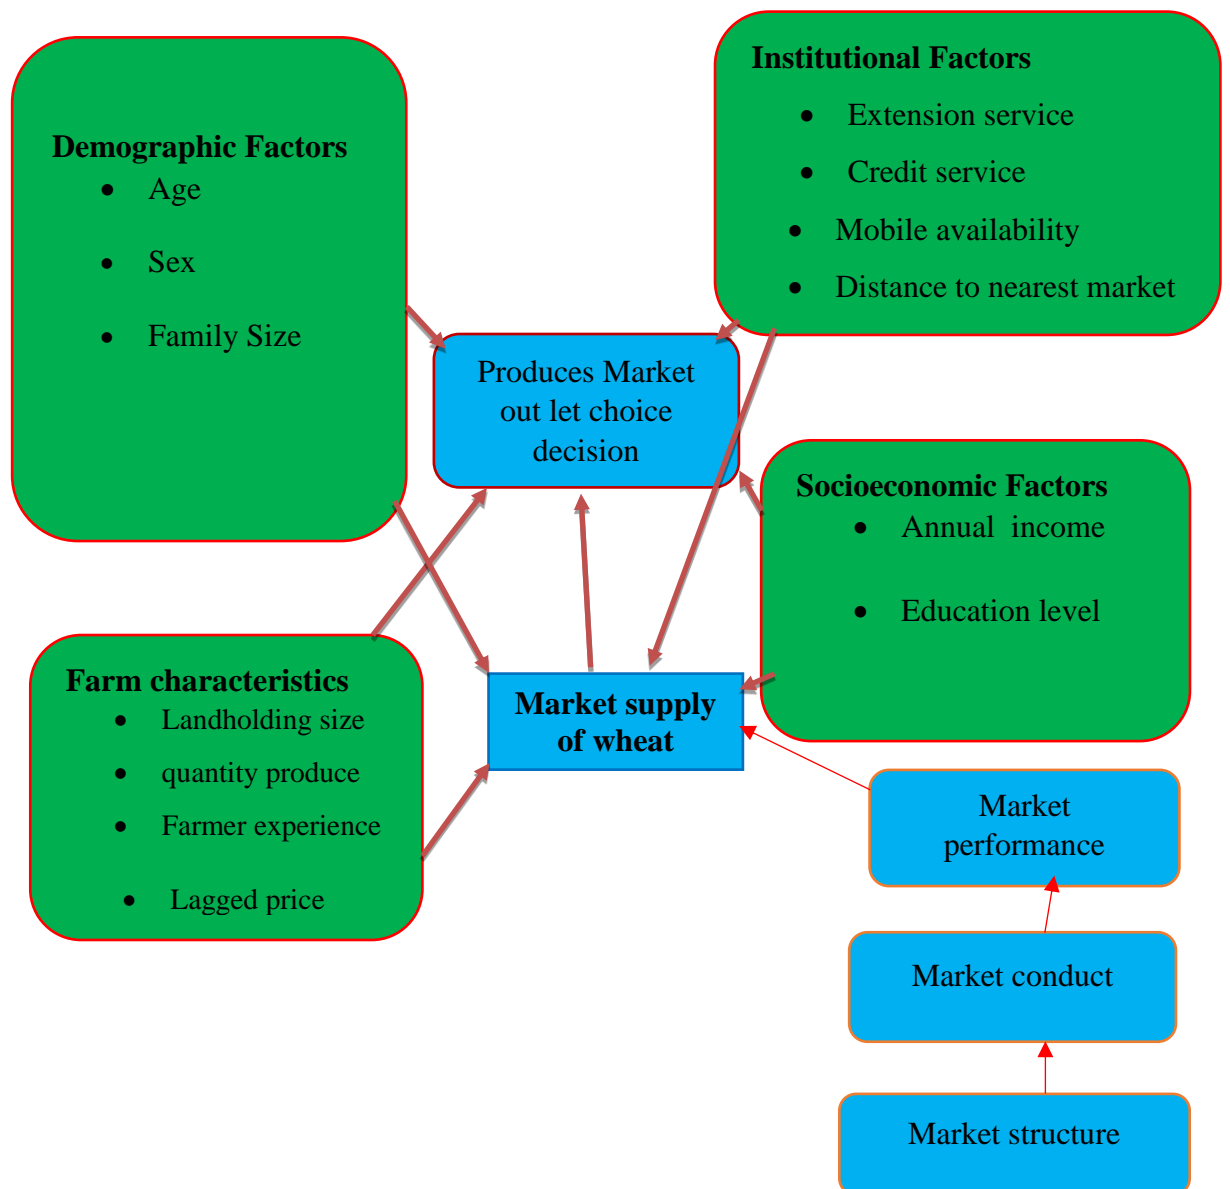 Demographic Factors
• Age
• Sex
• Family Size
Institutional Factors
• Extension service
• Credit service
• Mobile availability
• Distance to nearest market
Produces Market
out let choice
decision
Socioeconomic Factors
• Annual  income
• Education level
Farm characteristics
• Landholding size
• quantity produce
• Farmer experience
• Lagged price
Market supply
of wheat
Market
performance
Market conduct
Market structure